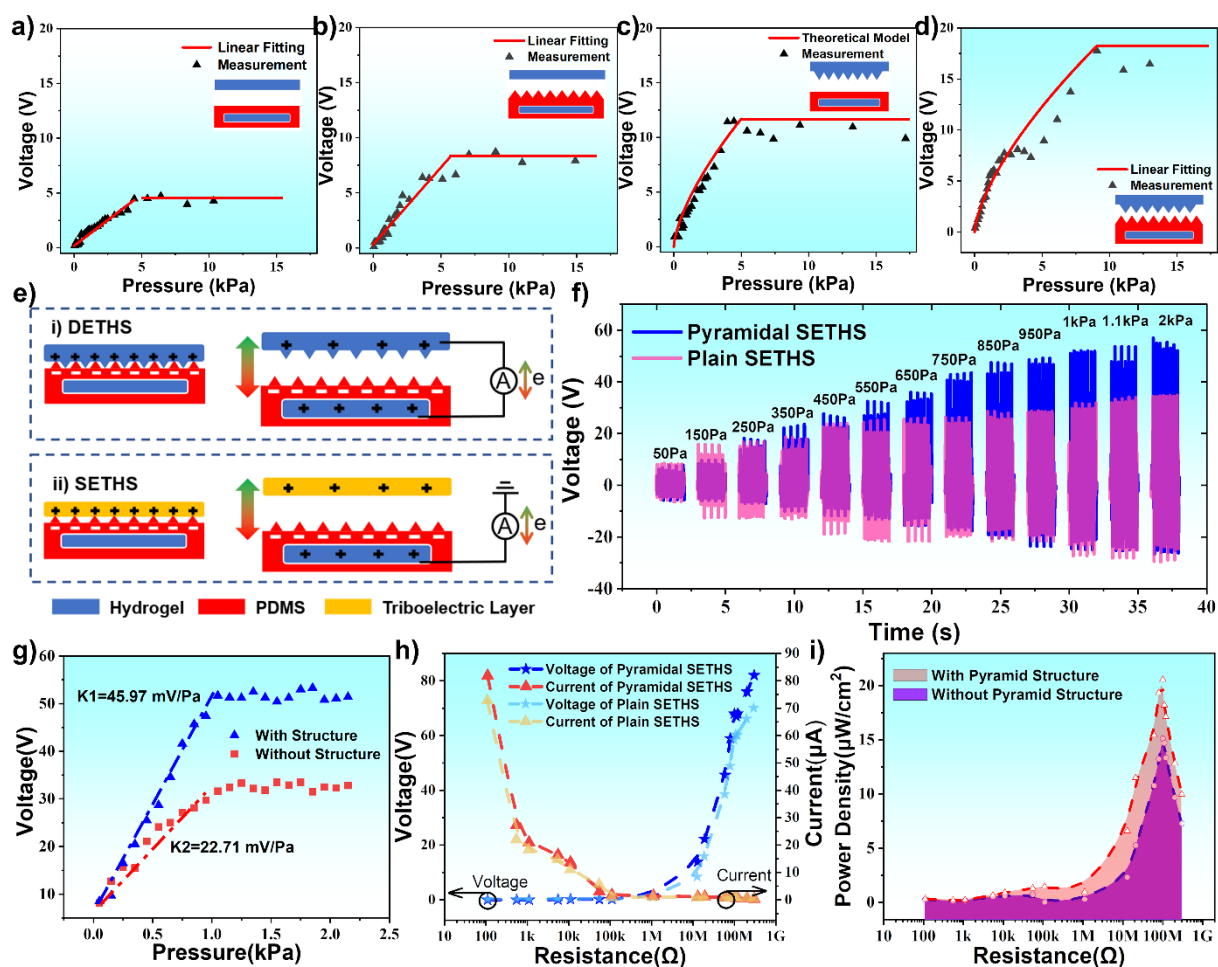 a)
20
15
10
5
0
Voltage (V)
Linear Fitting
Measurement
0 5 10 15
Pressure (kPa)
b)
20
15
10
5
0
Voltage (V)
Linear Fitting
Measurement
0 5 10 15
Pressure (kPa)
c)
20
15
10
5
0
Voltage (V)
Theoretical Model
Measurement
0 5 10 15
Pressure (kPa)
d)
20
15
10
5
0
Voltage (V)
Linear Fitting
Measurement
0 5 10 15
Pressure (kPa)
e)
i) DETHS
A
e
ii) SETHS
A
e
Hydrogel
PDMS
Triboelectric Layer
f)
60
40
20
0
-20
-40
Voltage (V)
Pyramidal SETHS
Plain SETHS
50Pa
150Pa
250Pa
350Pa
450Pa
550Pa
650Pa
750Pa
850Pa
950Pa
1kPa
1.1kPa
2kPa
0 5 10 15 20 25 30 35 40
Time (s)
g)
60
50
40
30
20
10
Voltage(V)
K1=45.97 mV/Pa
With Structure
Without Structure
K2=22.71 mV/Pa
0.0 0.5 1.0 1.5 2.0
Pressure(kPa)
h)
80
60
40
20
0
Voltage(V)
Voltage of Pyramidal SETHS
Current of Pyramidal SETHS
Voltage of Plain SETHS
Current of Plain SETHS
Voltage
Current
90
80
70
60
50
40
30
20
10
0
-10
Current(μA)
100 1k 10k 100k 1M 10M 100M 1G
Resistance(Ω)
i)
20
15
10
5
0
Power Density(μW/cm²)
With Pyramid Structure
Without Pyramid Structure
10 1k 100k 10M 1G
100 10k 1M 100M
Resistance(Ω)